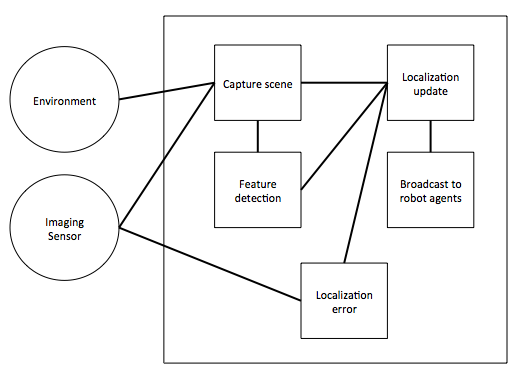 Environment
Imaging
Sensor
Capture scene
Feature
detection
Localization
update
Broadcast to
robot agents
Localization
error